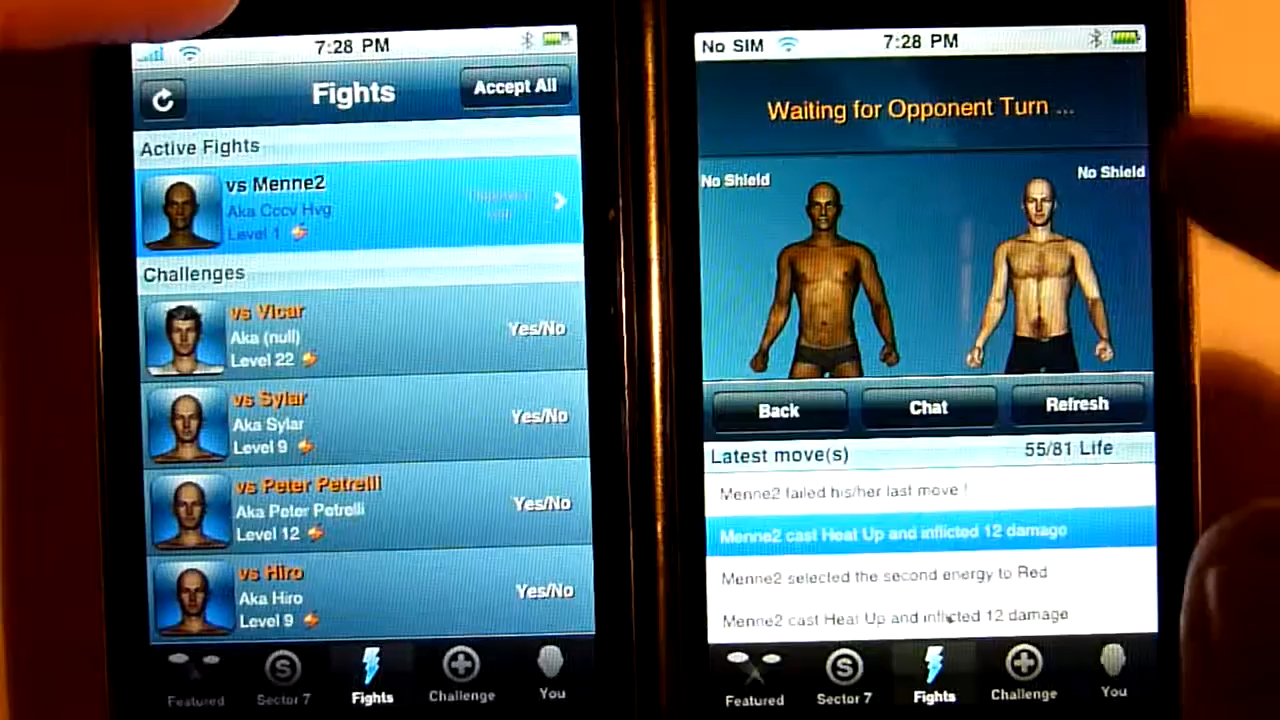 7:28 PM
Fights
Accept All
Active Fights
vs Menne2
Aka Cccv Hvg
Level 1
Challenges
vs Vicar
Aka (null)
Level 22
Yes/No
vs Sylar
Aka Sylar
Level 9
Yes/No
vs Peter Petrelli
Aka Peter Petrelli
Level 12
Yes/No
vs Hiro
Aka Hiro
Level 9
Yes/No
Featured
Sector 7
Fights
Challenge
You
No SIM
7:28 PM
Waiting for Opponent Turn ...
No Shield
No Shield
Back
Chat
Refresh
Latest move(s)
55/81 Life
Menne2 failed his/her last move !
Menne2 cast Heat Up and inflicted 12 damage
Menne2 selected the second energy to Red
Menne2 cast Heat Up and inflicted 12 damage
Featured
Sector 7
Fights
Challenge
You